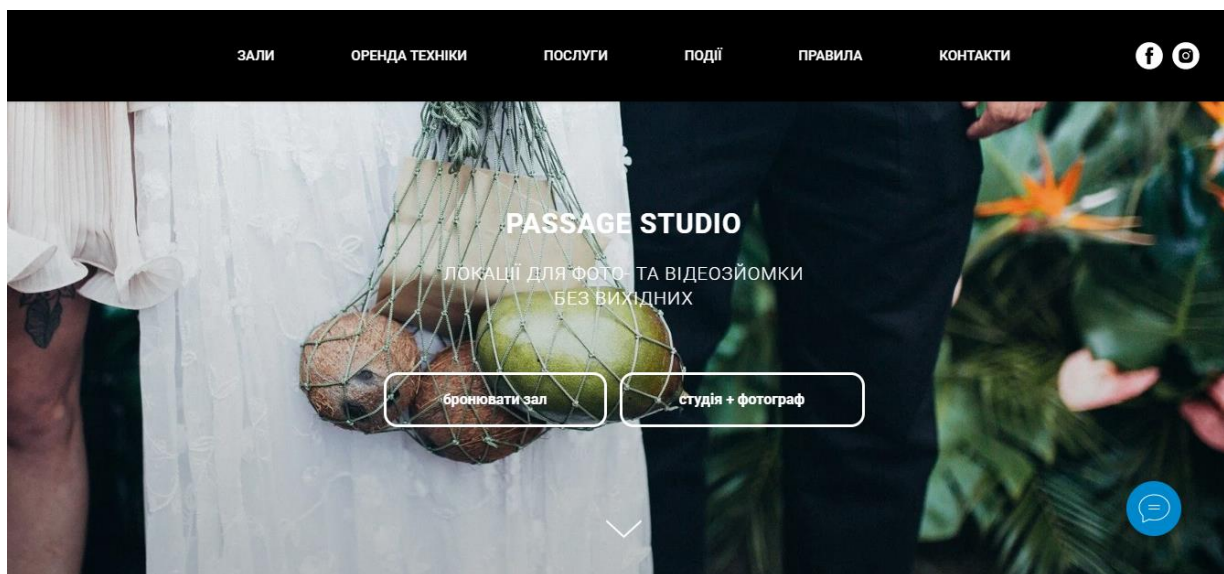 ЗАЛИ
ОРЕНДА ТЕХНІКИ
ПОСЛУГИ
ПОДІЇ
ПРАВИЛА
КОНТАКТИ
PASSAGE STUDIO
ЛОКАЦІЇ ДЛЯ ФОТО- ТА ВІДЕОЗЙОМКИ
БЕЗ ВИХІДНИХ
бронювати зал
студія + фотограф